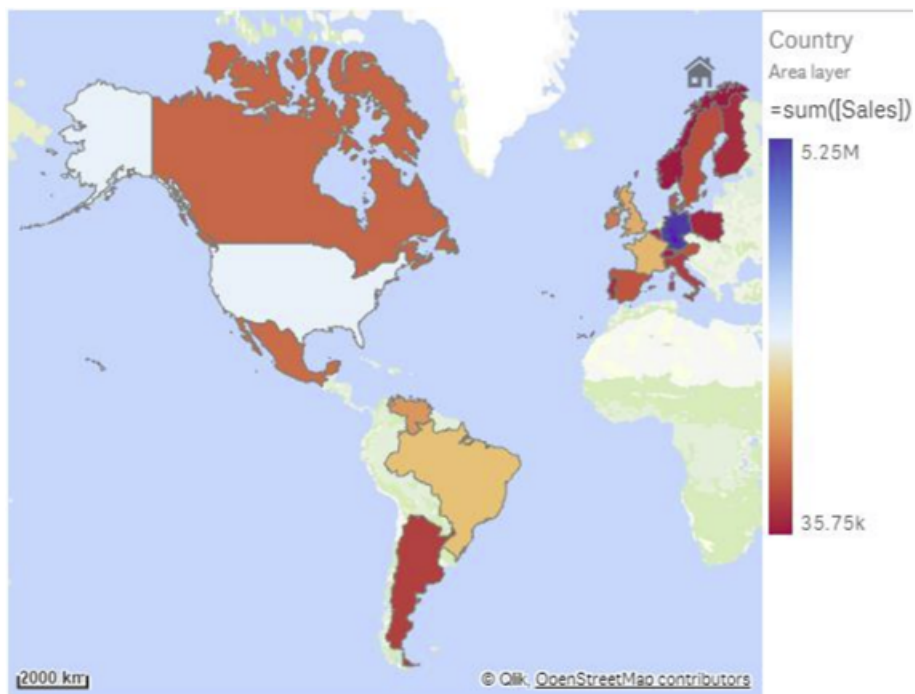 Country
Area layer
=sum([Sales])
5.25M
35.75k
2000 km
© Qlik, OpenStreetMap contributors